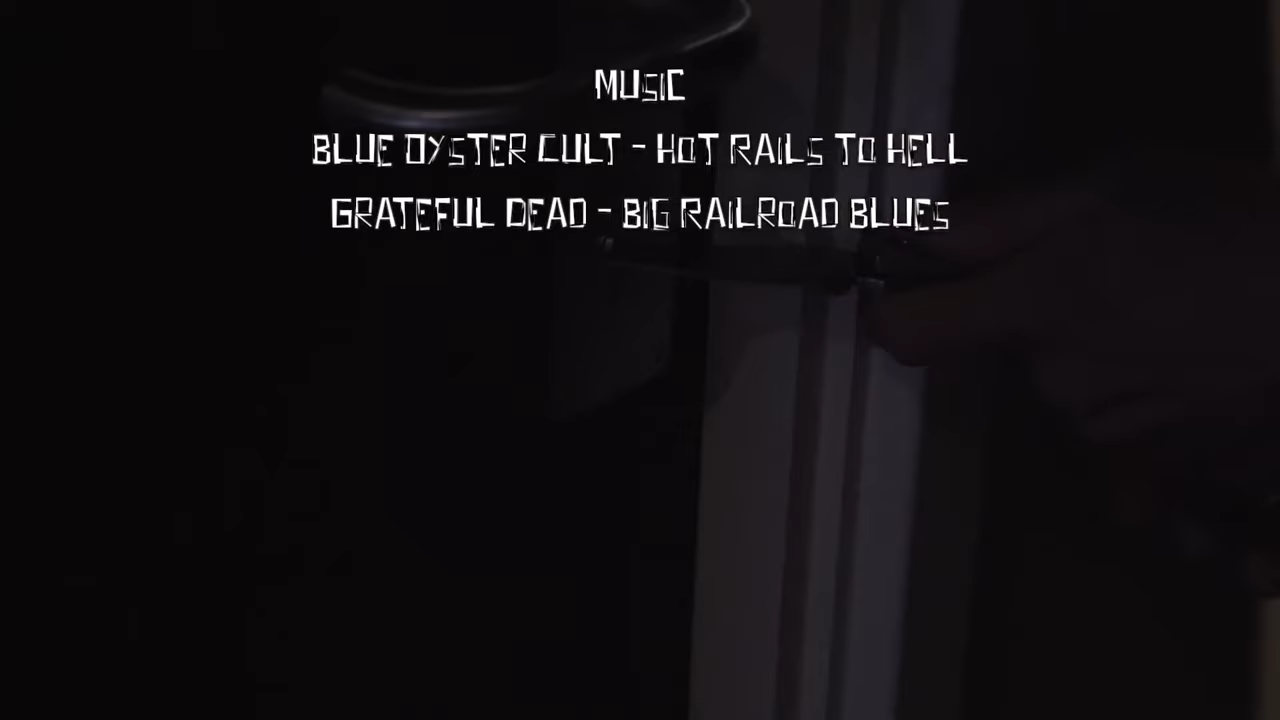 MUSIC
BLUE OYSTER CULT - HOT RAILS TO HELL
GRATEFUL DEAD - BIG RAILROAD BLUES